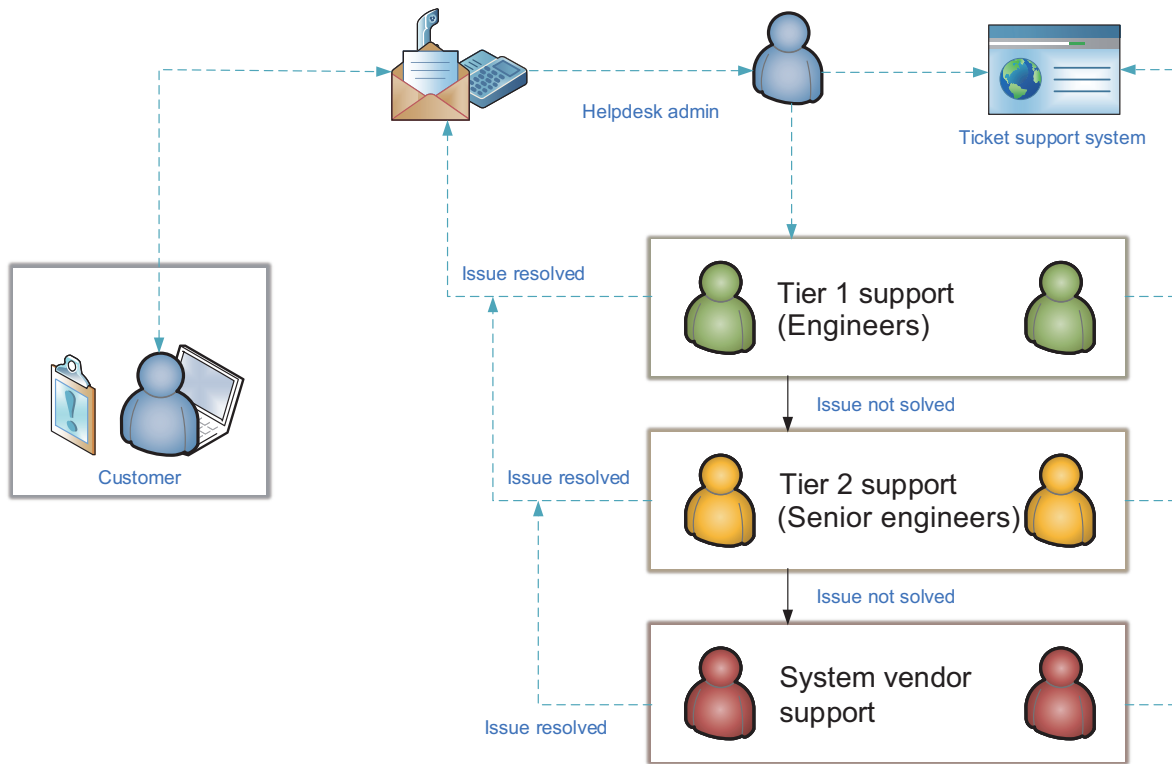 Helpdesk admin
Ticket support system
Issue resolved
Tier 1 support
(Engineers)
Issue not solved
Customer
Issue resolved
Tier 2 support
(Senior engineers)
Issue not solved
System vendor
support
Issue resolved